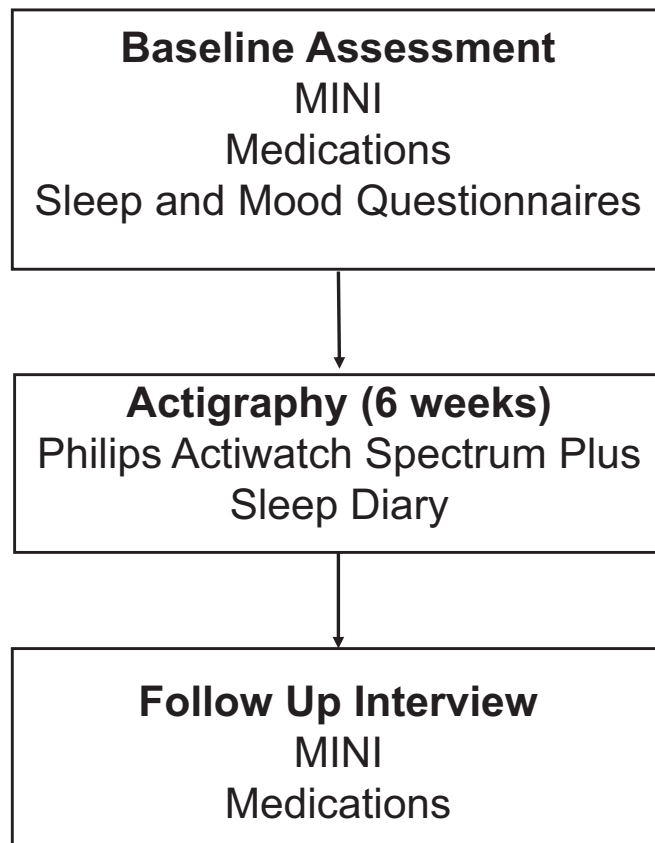 Baseline Assessment
MINI
Medications
Sleep and Mood Questionnaires
Actigraphy (6 weeks)
Philips Actiwatch Spectrum Plus
Sleep Diary
Follow Up Interview
MINI
Medications